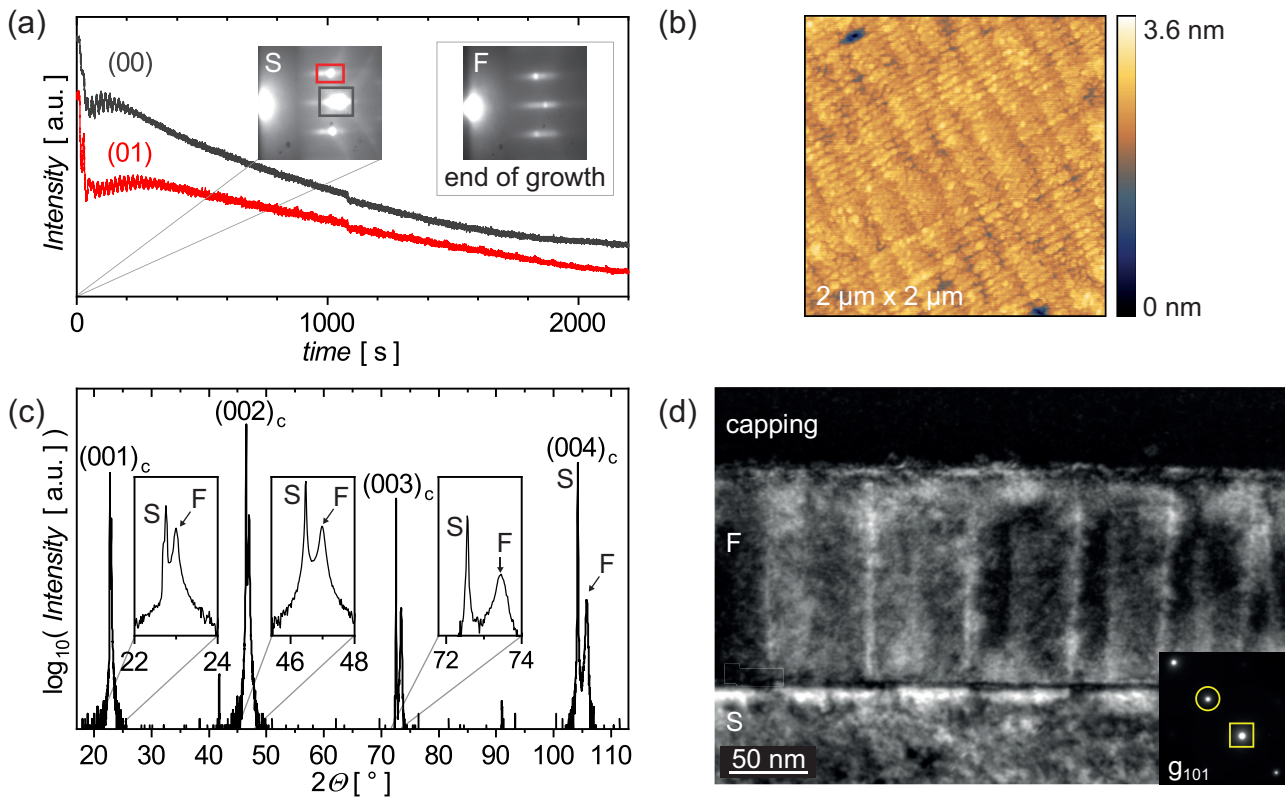 (a)
Intensity [ a.u. ]
(00)
(01)
S
F
end of growth
0
1000
2000
time [ s ]
(b)
3.6 nm
2 µm x 2 µm
0 nm
(c)
log10( Intensity [ a.u. ] )
(001)c
(002)c
(003)c
(004)c
S
F
S
F
S
F
S
F
22 24
46 48
72 74
20 30 40 50 60 70 80 90 100 110
2Θ [ ° ]
(d)
capping
F
S
50 nm
g101